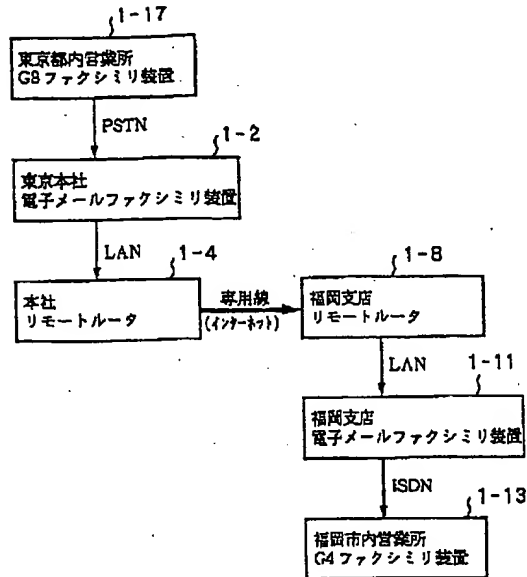 1-17
東京都内営業所
G3ファクシミリ装置
PSTN
1-2
東京本社
電子メールファクシミリ装置
LAN
1-4
本社
リモートルータ
専用線
(インターネット)
1-8
福岡支店
リモートルータ
LAN
1-11
福岡支店
電子メールファクシミリ装置
ISDN
1-13
福岡市内営業所
G4ファクシミリ装置